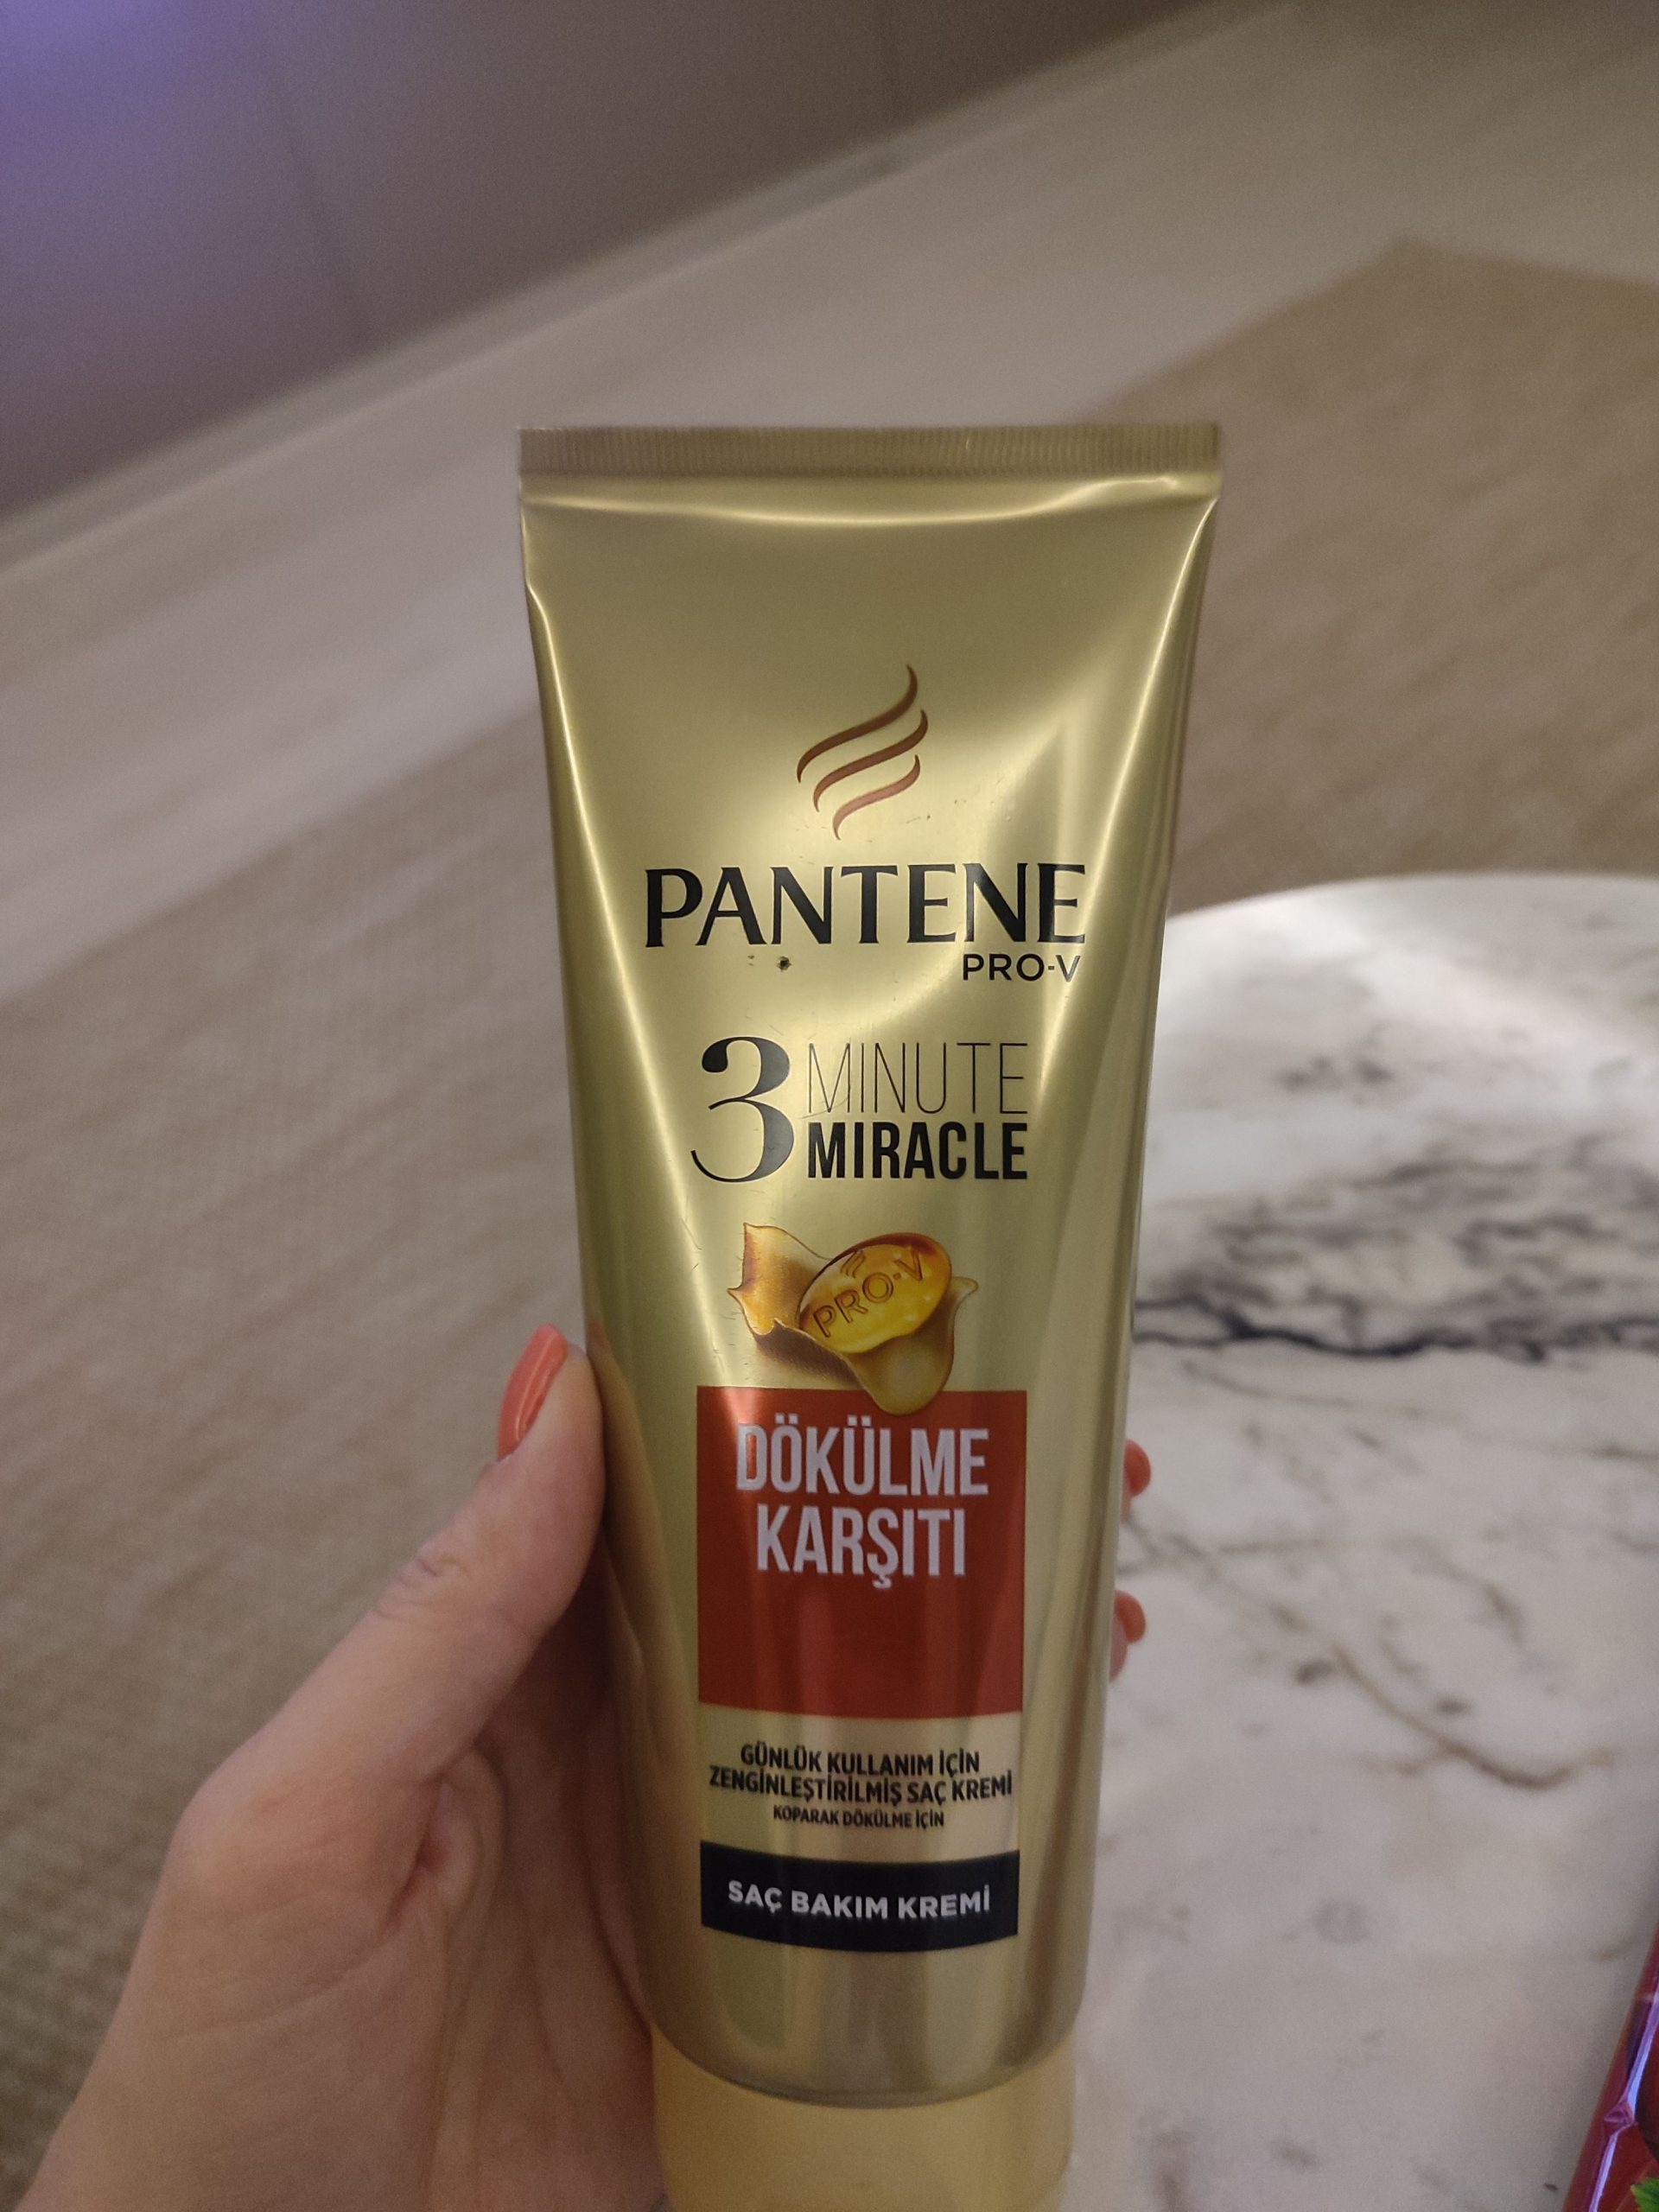 PANTENE
PRO-V
3 MINUTE
MIRACLE
PRO-V
DÖKÜLME
KARŞITI
GÜNLÜK KULLANIM İÇİN
ZENGİNLEŞTİRİLMİŞ SAÇ KREMİ
KOPARAK DÖKÜLME İÇİN
SAÇ BAKIM KREMİ